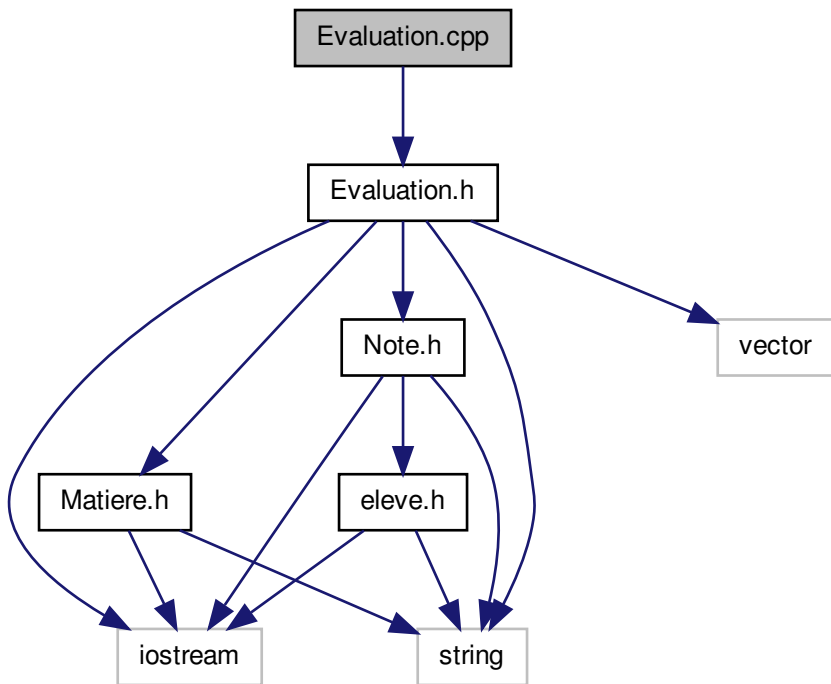 Evaluation.cpp
Evaluation.h
Note.h
vector
Matiere.h
eleve.h
iostream
string